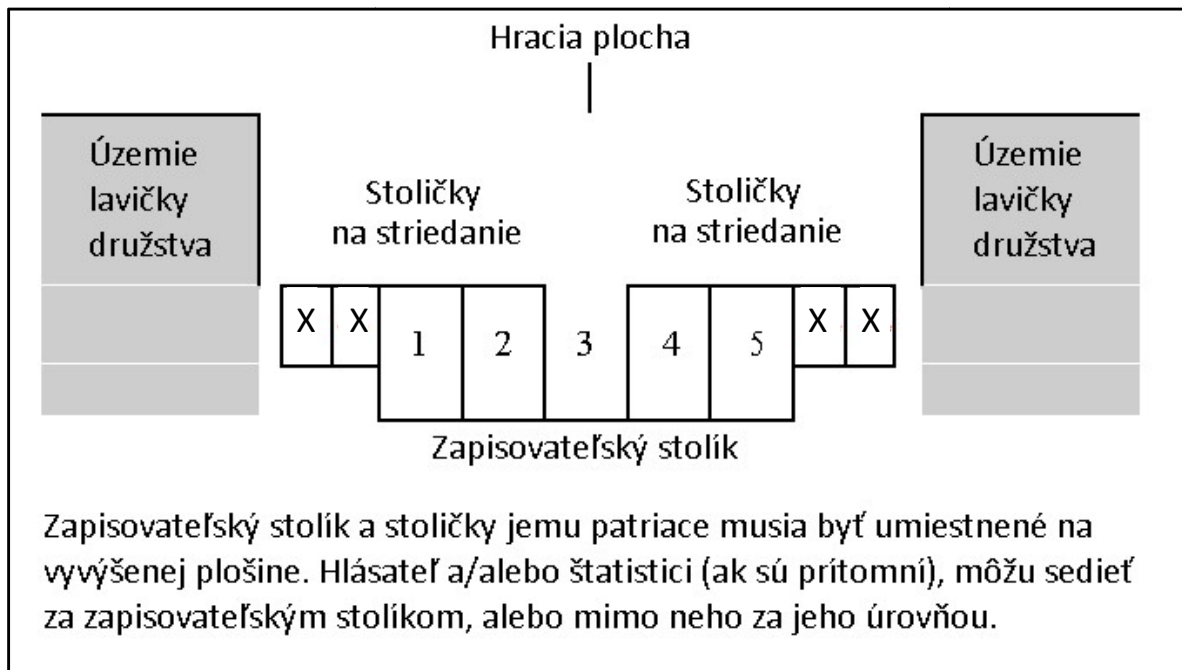 Hracia plocha
Územie
lavičky
družstva
Stoličky
na striedanie
Stoličky
na striedanie
Územie
lavičky
družstva
X X 1 2 3 4 5 X X
Zapisovateľský stolík
Zapisovateľský stolík a stoličky jemu patriace musia byť umiestnené na
vyvýšenej plošine. Hlásateľ a/alebo štatistici (ak sú prítomní), môžu sedieť
za zapisovateľským stolíkom, alebo mimo neho za jeho úrovňou.